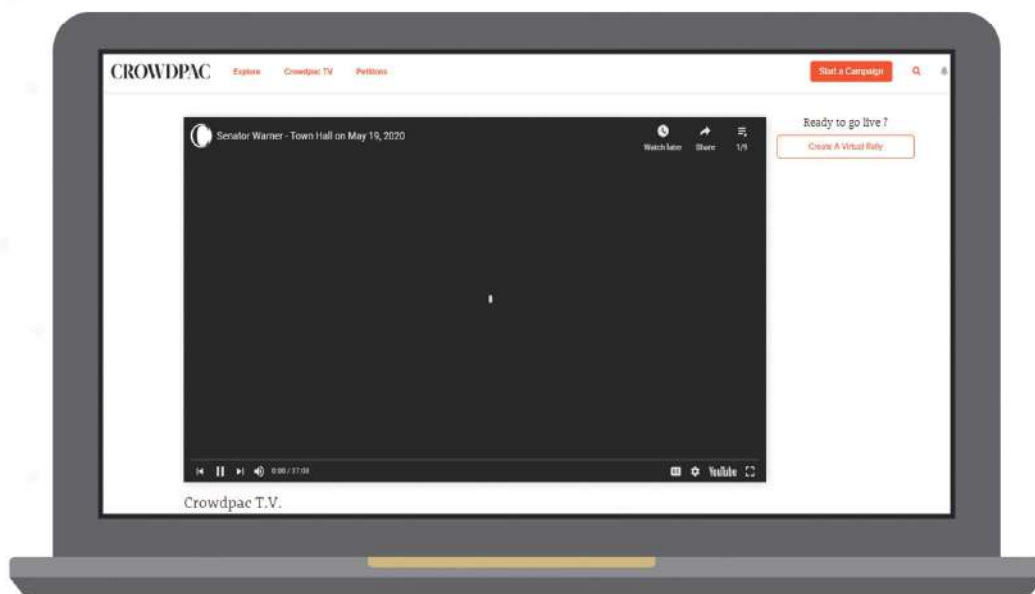 CROWDPAC
Explore
Crowdpac TV
Petitions
Start a Campaign
Senator Warner - Town Hall on May 19, 2020
Watch later
Share
1/9
Ready to go live ?
Create A Virtual Rally
YouTube
Crowdpac T.V.